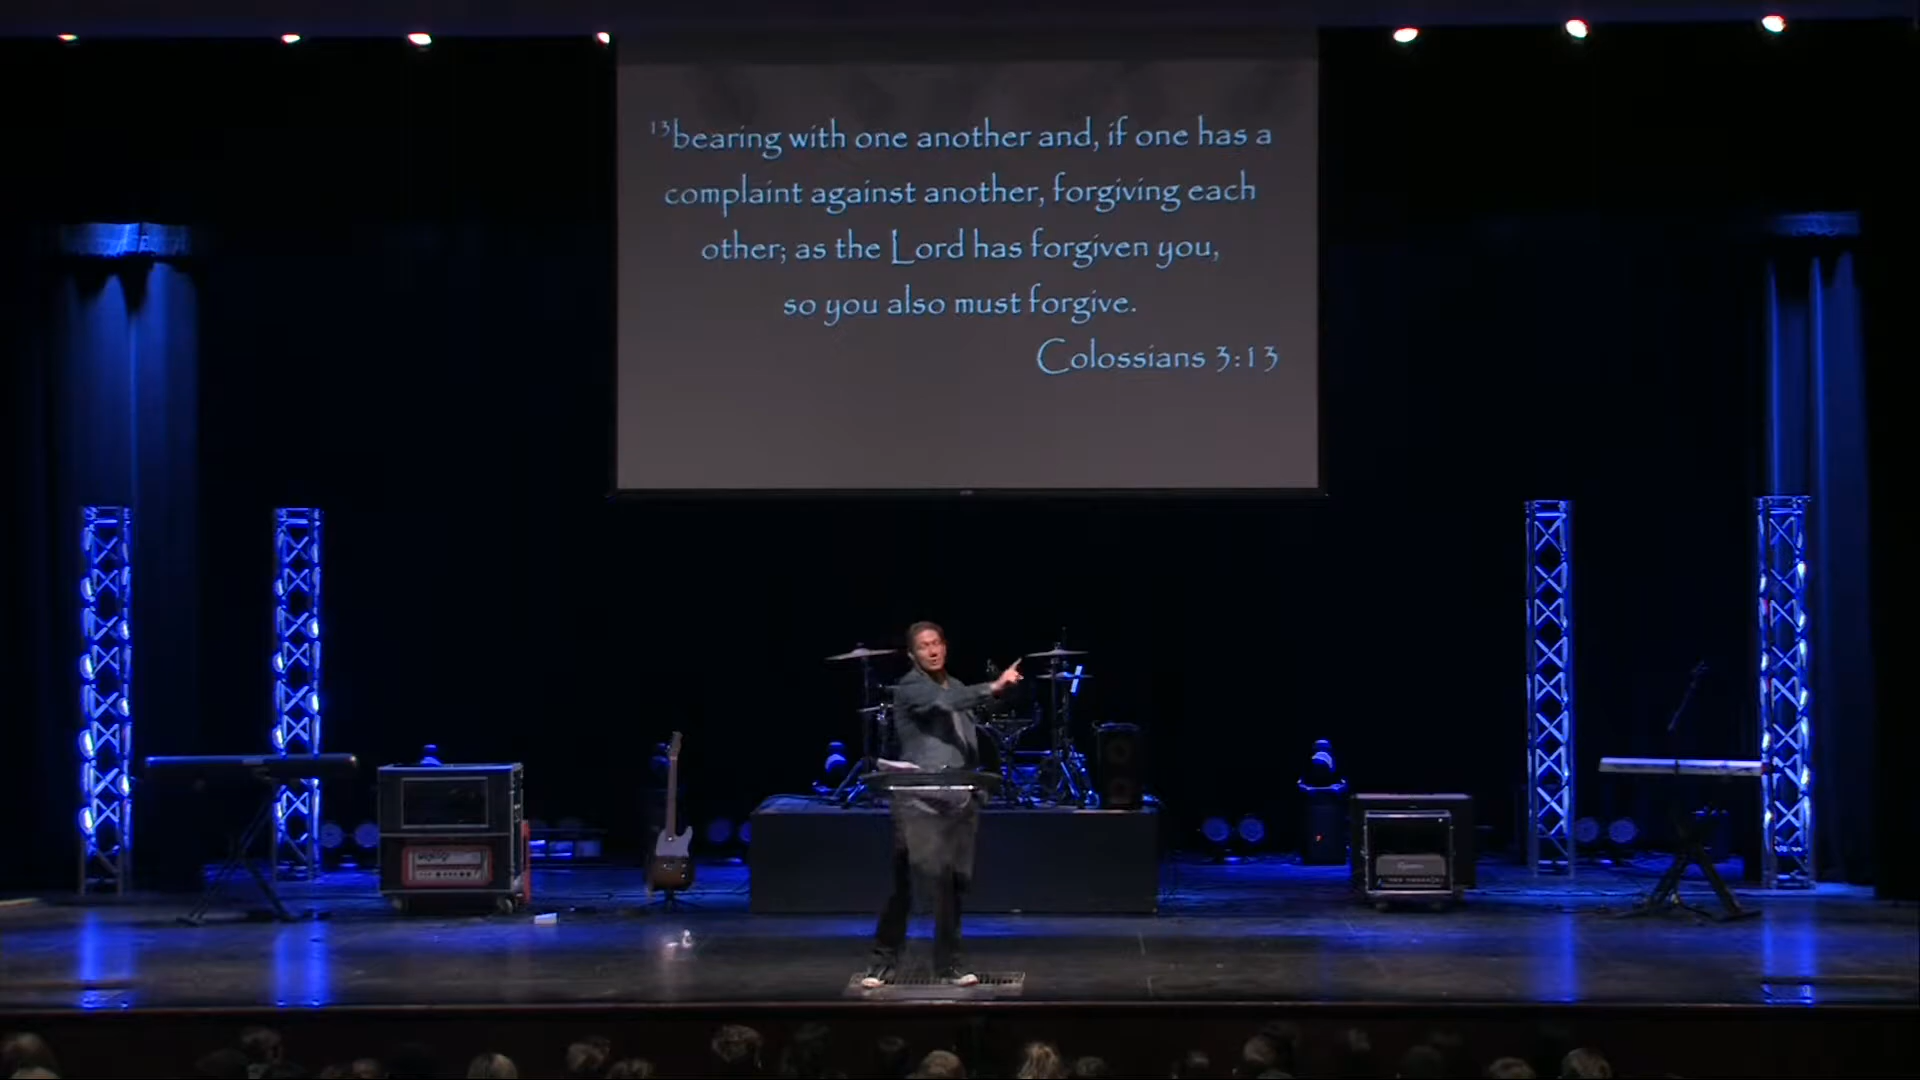 ¹³bearing with one another and, if one has a
complaint against another, forgiving each
other; as the Lord has forgiven you,
so you also must forgive.
Colossians 3:13